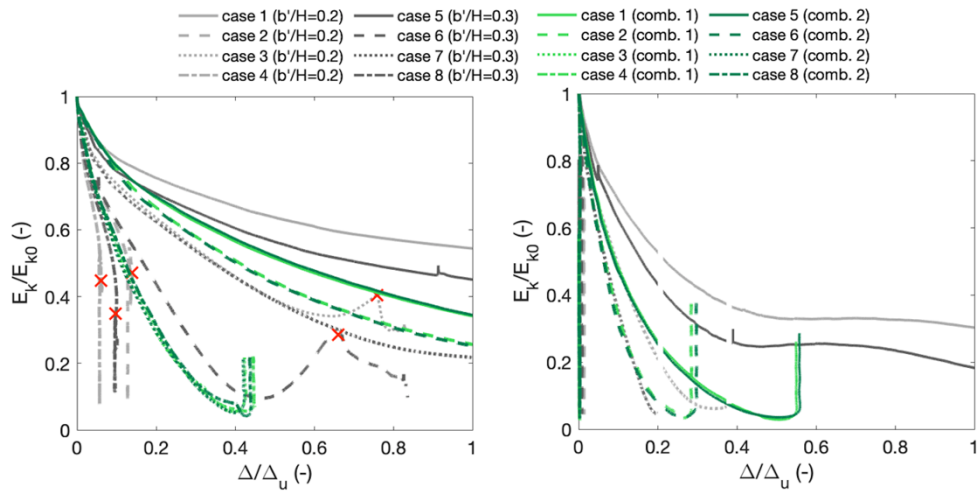 case 1 (b'/H=0.2) case 5 (b'/H=0.3) case 1 (comb. 1) case 5 (comb. 2)
case 2 (b'/H=0.2) case 6 (b'/H=0.3) case 2 (comb. 1) case 6 (comb. 2)
case 3 (b'/H=0.2) case 7 (b'/H=0.3) case 3 (comb. 1) case 7 (comb. 2)
case 4 (b'/H=0.2) case 8 (b'/H=0.3) case 4 (comb. 1) case 8 (comb. 2)
1
0.8
0.6
0.4
0.2
0
E_k/E_k0 (-)
0 0.2 0.4 0.6 0.8 1
Δ/Δ_u (-)
1
0.8
0.6
0.4
0.2
0
E_k/E_k0 (-)
0 0.2 0.4 0.6 0.8 1
Δ/Δ_u (-)